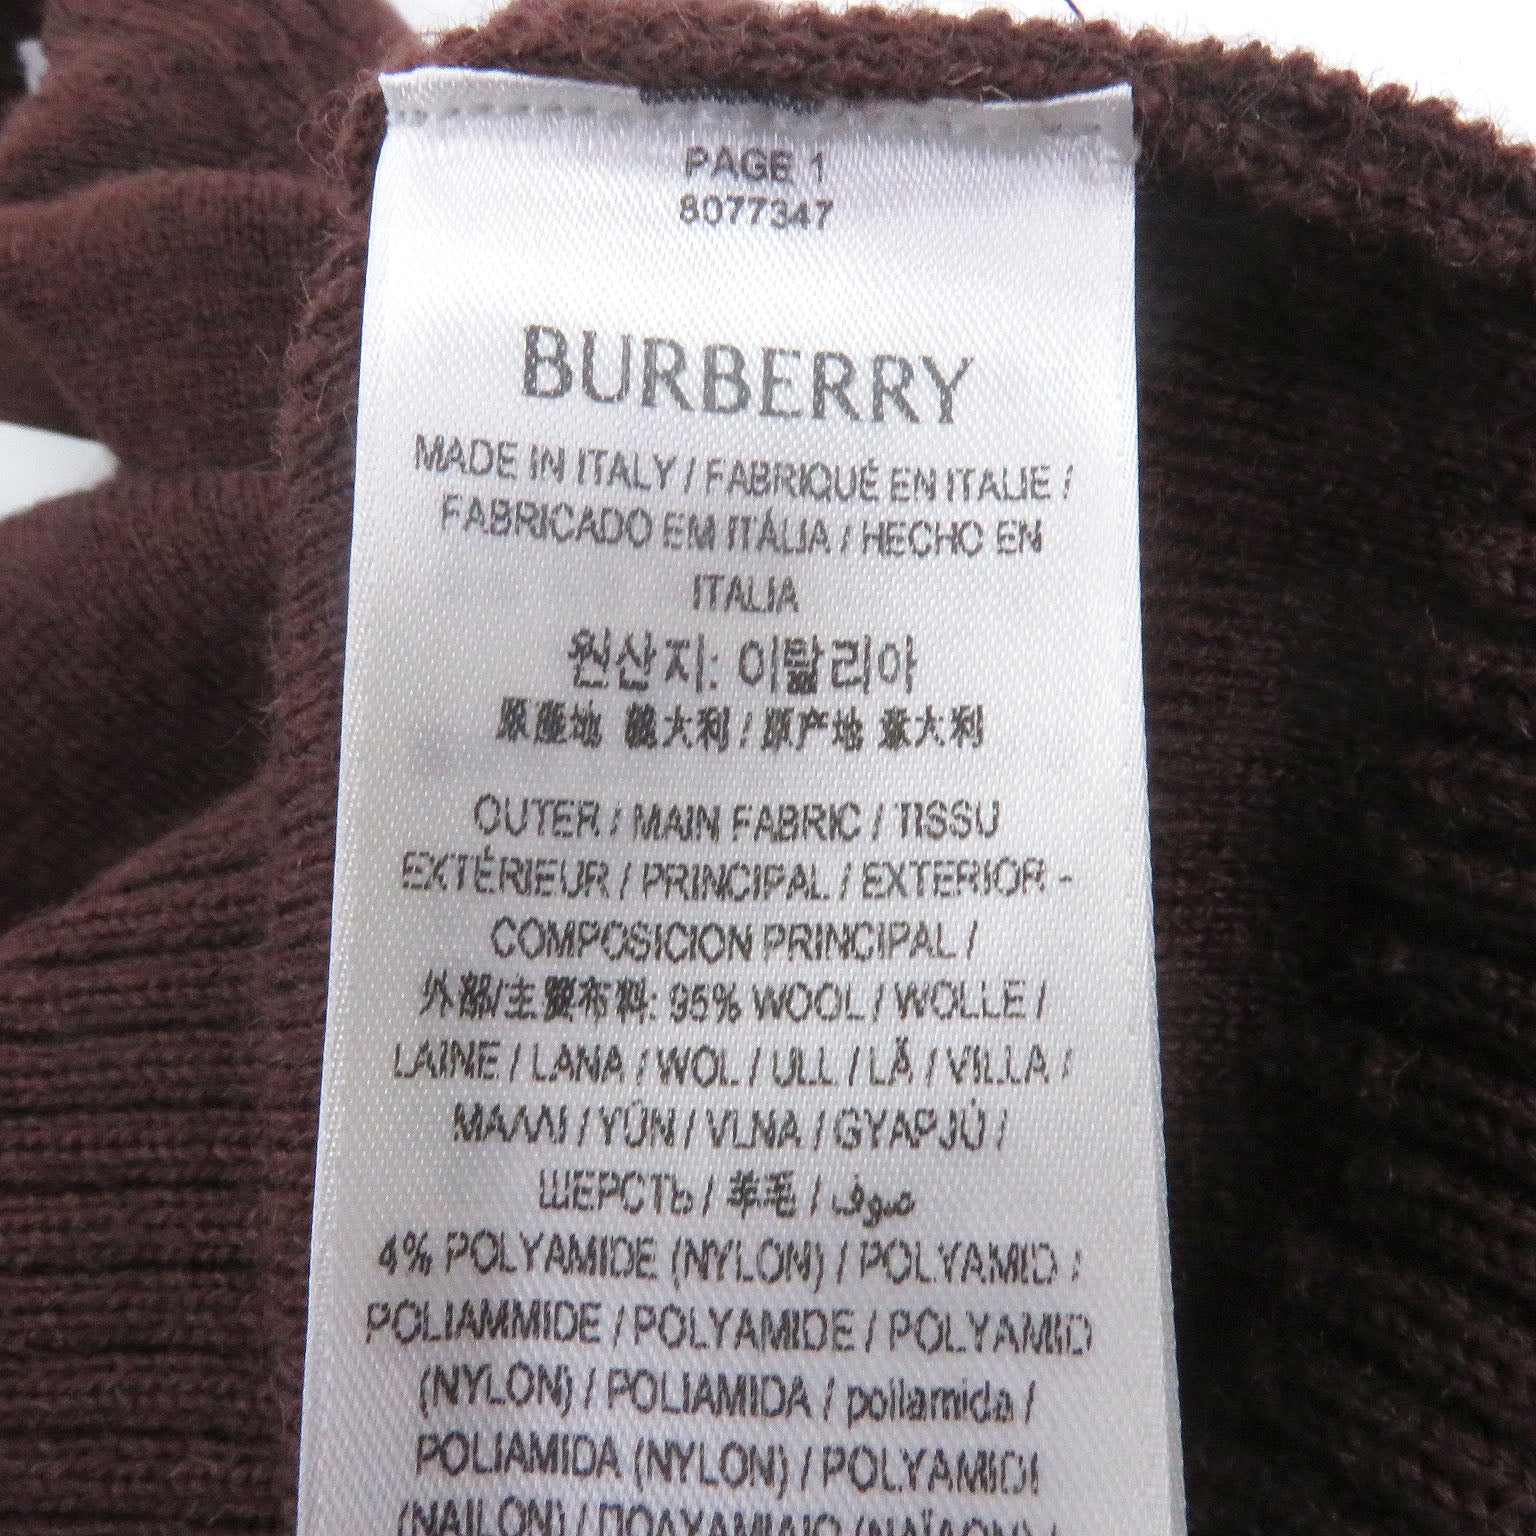 PAGE 1
8077347
BURBERRY
MADE IN ITALY / FABRIQUÉ EN ITALIE /
FABRICADO EM ITÁLIA / HECHO EN
ITALIA
원산지: 이탈리아
原產地 義大利 / 原产地 意大利
OUTER / MAIN FABRIC / TISSU
EXTÉRIEUR / PRINCIPAL / EXTERIOR -
COMPOSICION PRINCIPAL /
外部/主要布料: 95% WOOL / WOLLE /
LAINE / LANA / WOL / ULL / LÃ / VILLA /
ΜΑΛΛΙ / YÜN / VLNA / GYAPJÚ /
ШЕРСТЬ / 羊毛 / صوف
4% POLYAMIDE (NYLON) / POLYAMID /
POLIAMMIDE / POLYAMIDE / POLYAMID
(NYLON) / POLIAMIDA / poliamida /
POLIAMIDA (NYLON) / POLYAMIDI
(NAILON) / ΠΟΛΥΑΜΙΔΙΟ (ΝΑΪΛΟΝ) /